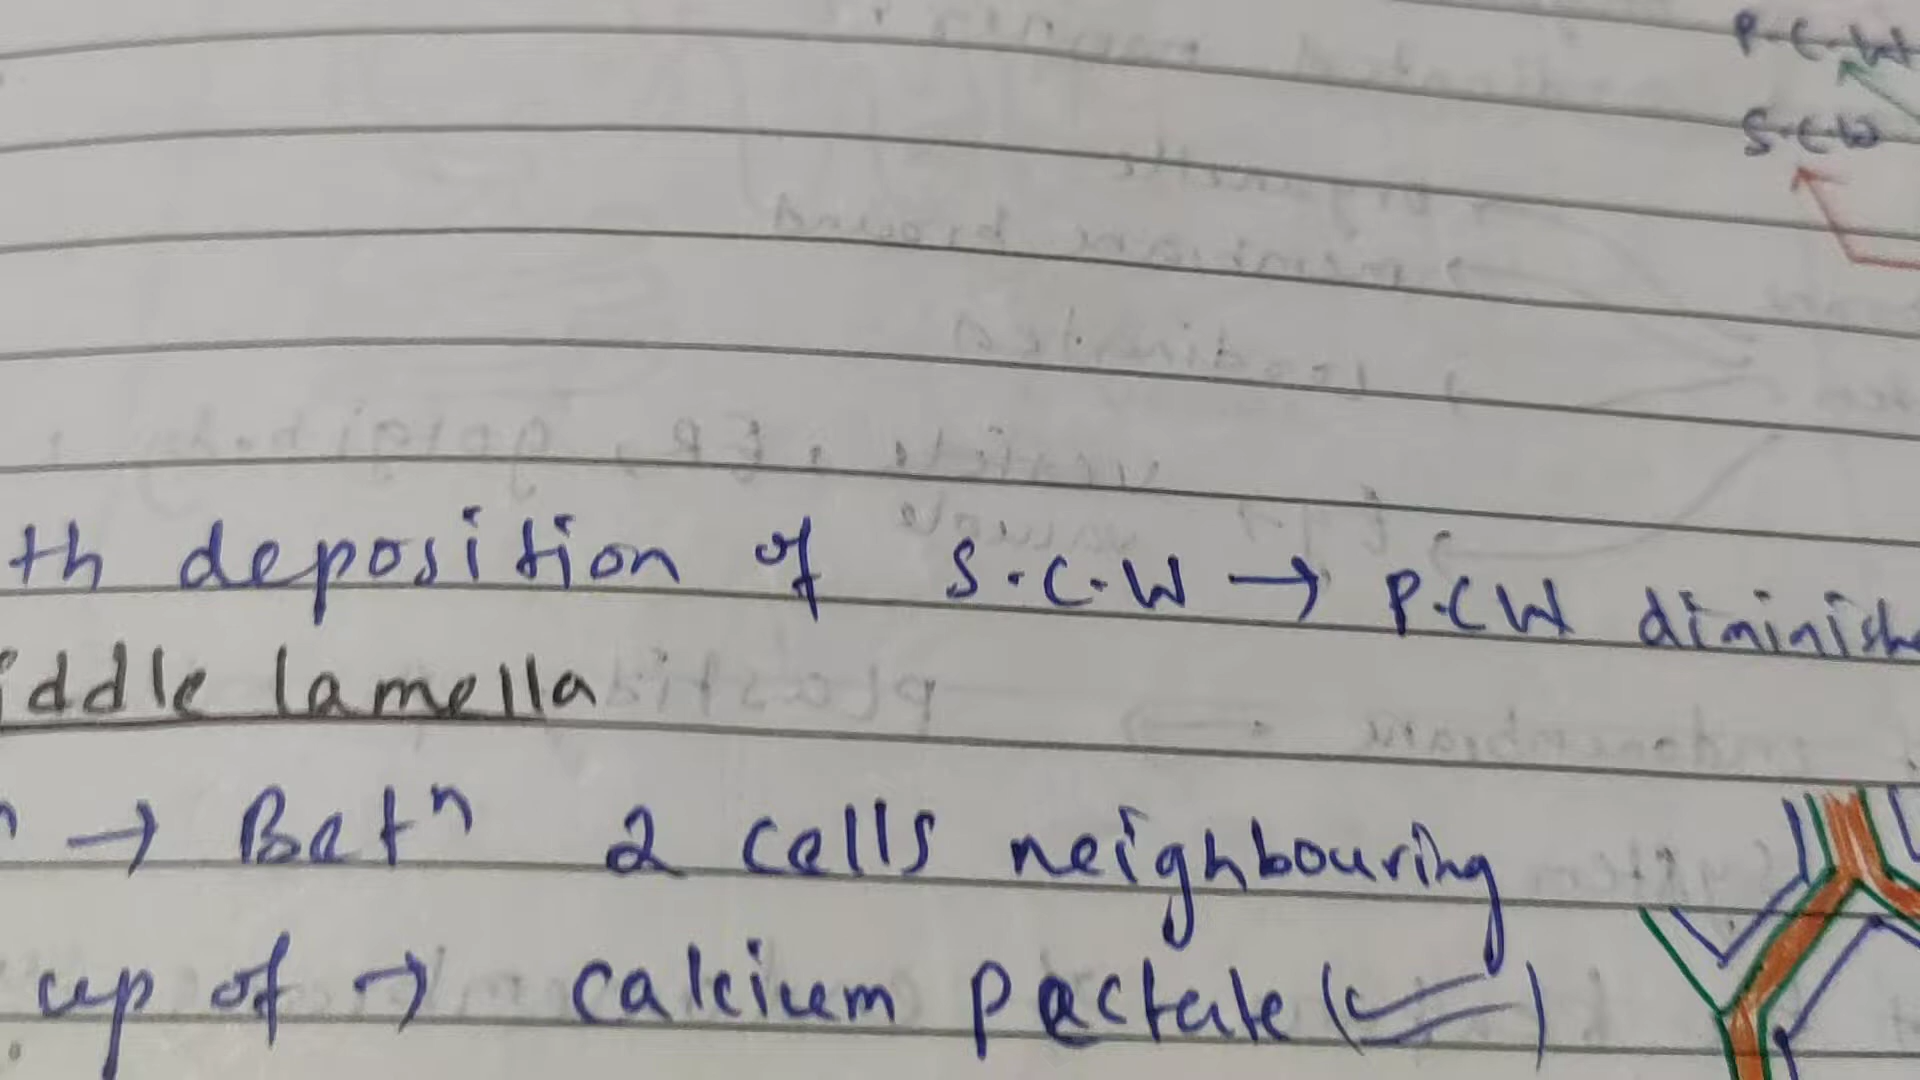 P.C.W
S.C.W
th deposition of S.C.W → P.C.W diminish
iddle lamella
→ Betⁿ 2 cells neighbouring
up of → calcium pectate (